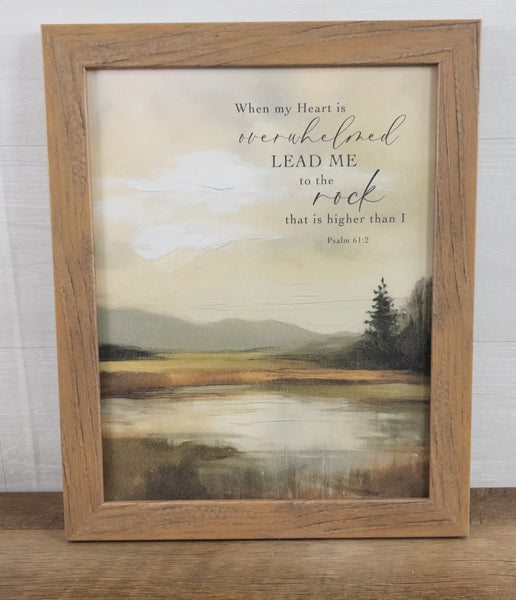 When my Heart is
overwhelmed
LEAD ME
to the
rock
that is higher than I
Psalm 61:2